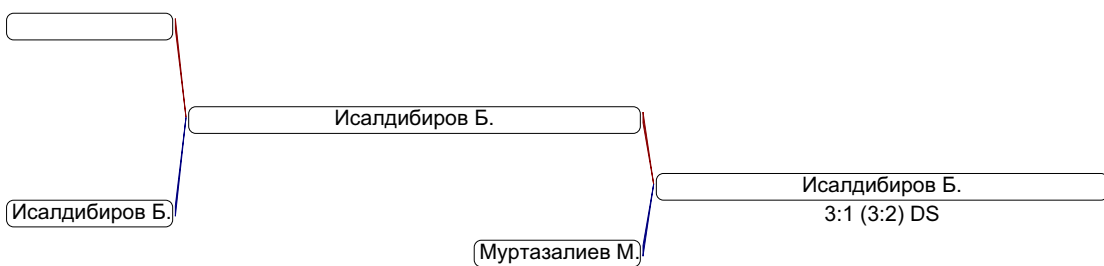 Исалдибиров Б.
Исалдибиров Б.
3:1 (3:2) DS
Исалдибиров Б.
Муртазалиев М.